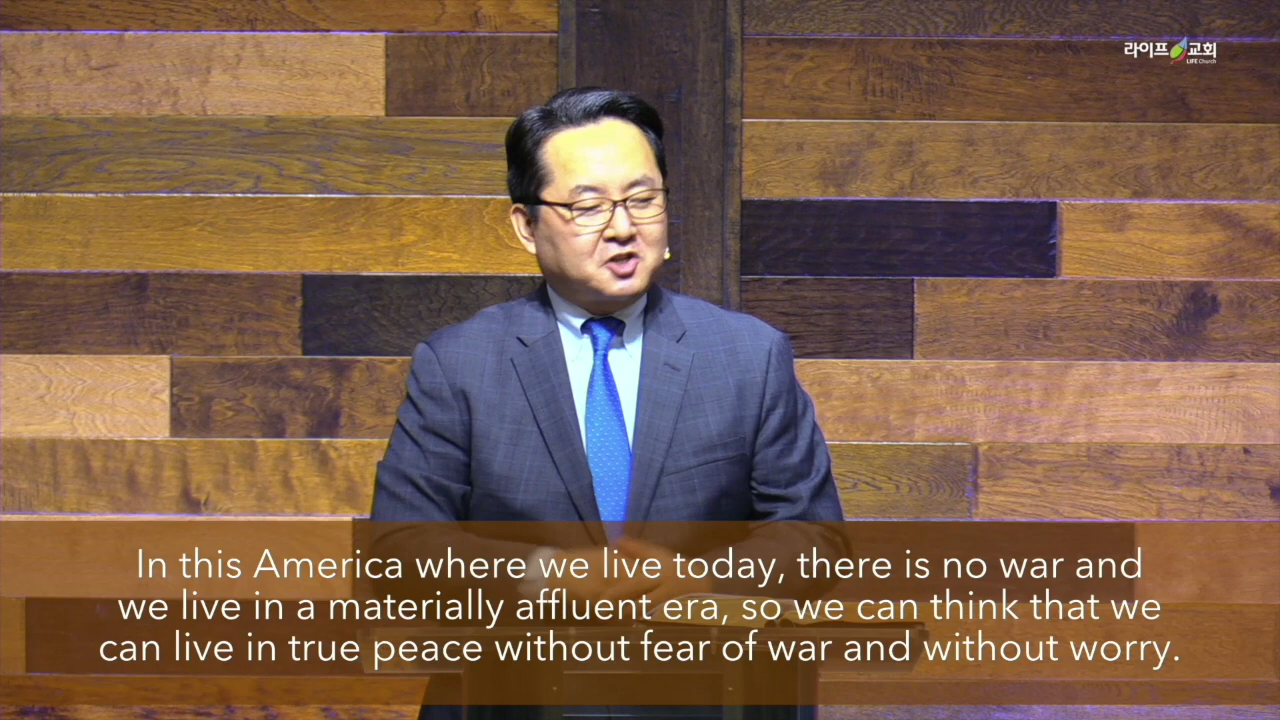 라이프 교회
LIFE Church
In this America where we live today, there is no war and
we live in a materially affluent era, so we can think that we
can live in true peace without fear of war and without worry.